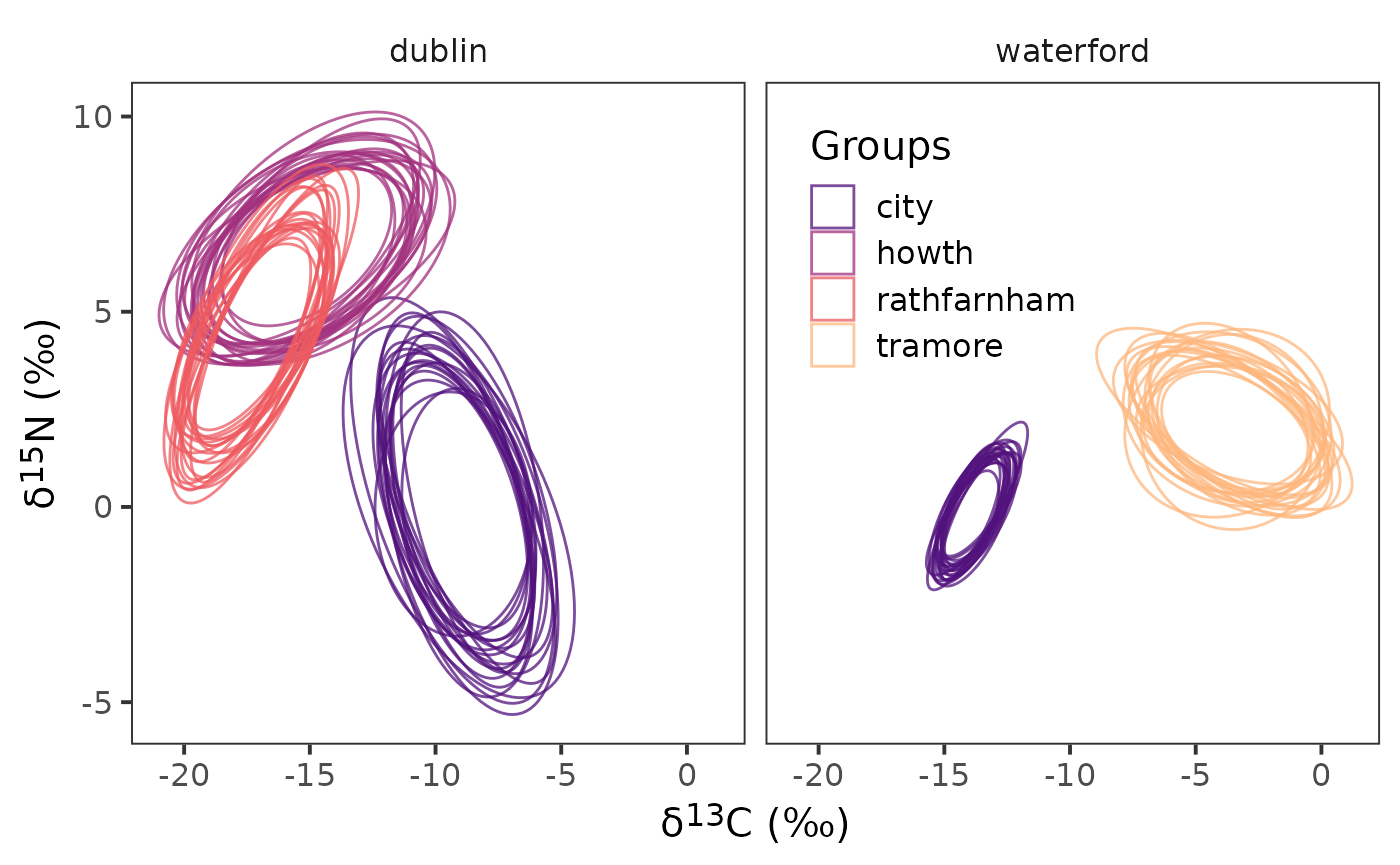 dublin
waterford
10
5
0
-5
δ¹⁵N (‰)
Groups
city
howth
rathfarnham
tramore
-20 -15 -10 -5 0
-20 -15 -10 -5 0
δ¹³C (‰)